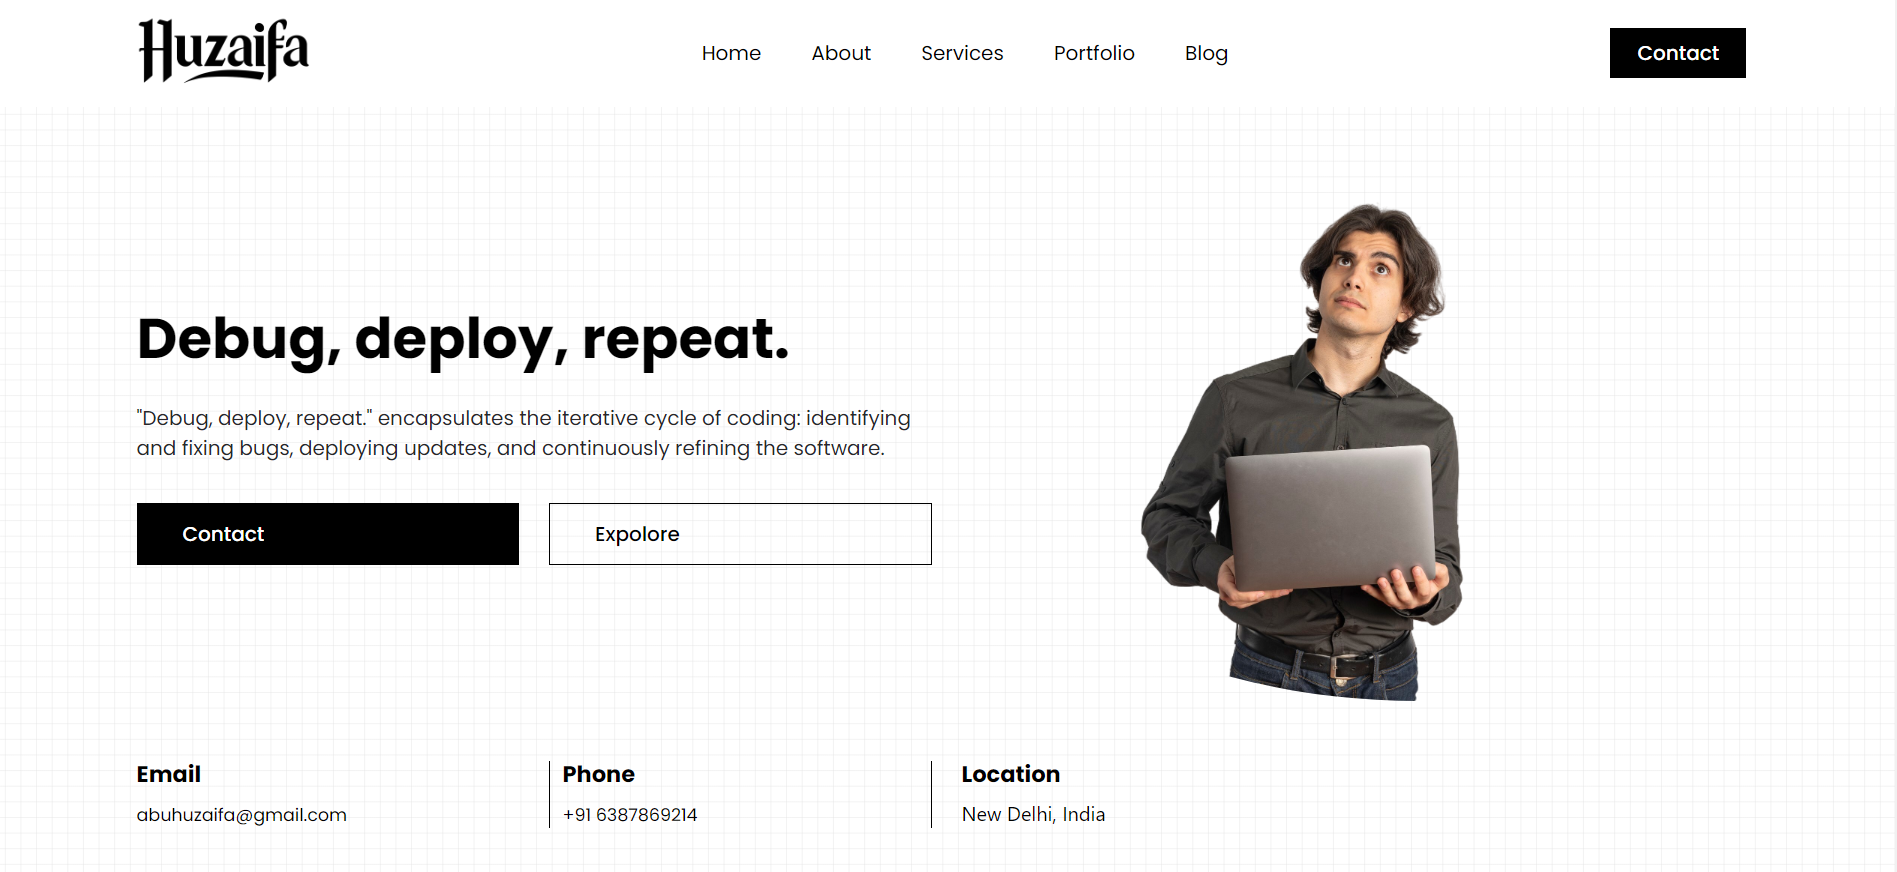 Huzaifa
Home About Services Portfolio Blog
Contact
Debug, deploy, repeat.
"Debug, deploy, repeat." encapsulates the iterative cycle of coding: identifying
and fixing bugs, deploying updates, and continuously refining the software.
Contact
Expolore
Email
abuhuzaifa@gmail.com
Phone
+91 6387869214
Location
New Delhi, India